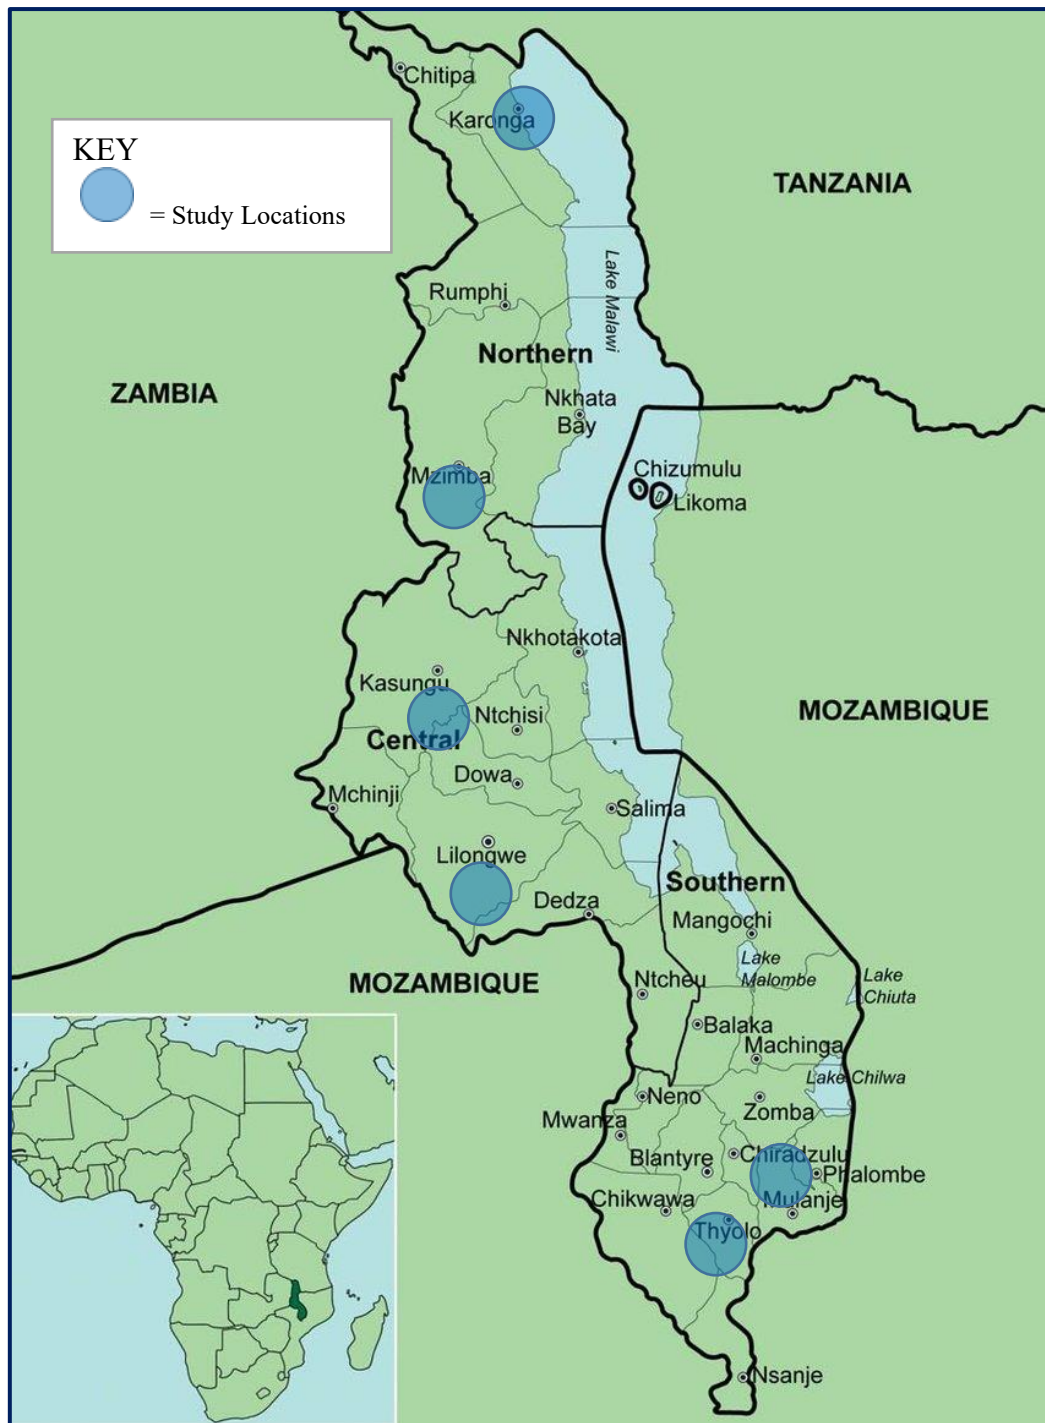 Chitipa
Karonga
KEY
= Study Locations
TANZANIA
Lake Malawi
Rumphi
Northern
ZAMBIA
Nkhata
Bay
Chizumulu
Mzimba
Likoma
Nkhotakota
Kasungu
Ntchisi
MOZAMBIQUE
Central
Dowa
Mchinji
Salima
Lilongwe
Southern
Dedza
Mangochi
Lake
Malombe
MOZAMBIQUE
Ntcheu
Lake
Chiuta
Balaka
Machinga
Lake Chilwa
Neno
Zomba
Mwanza
Chiradzulu
Blantyre
Phalombe
Chikwawa
Mulanje
Thyolo
Nsanje